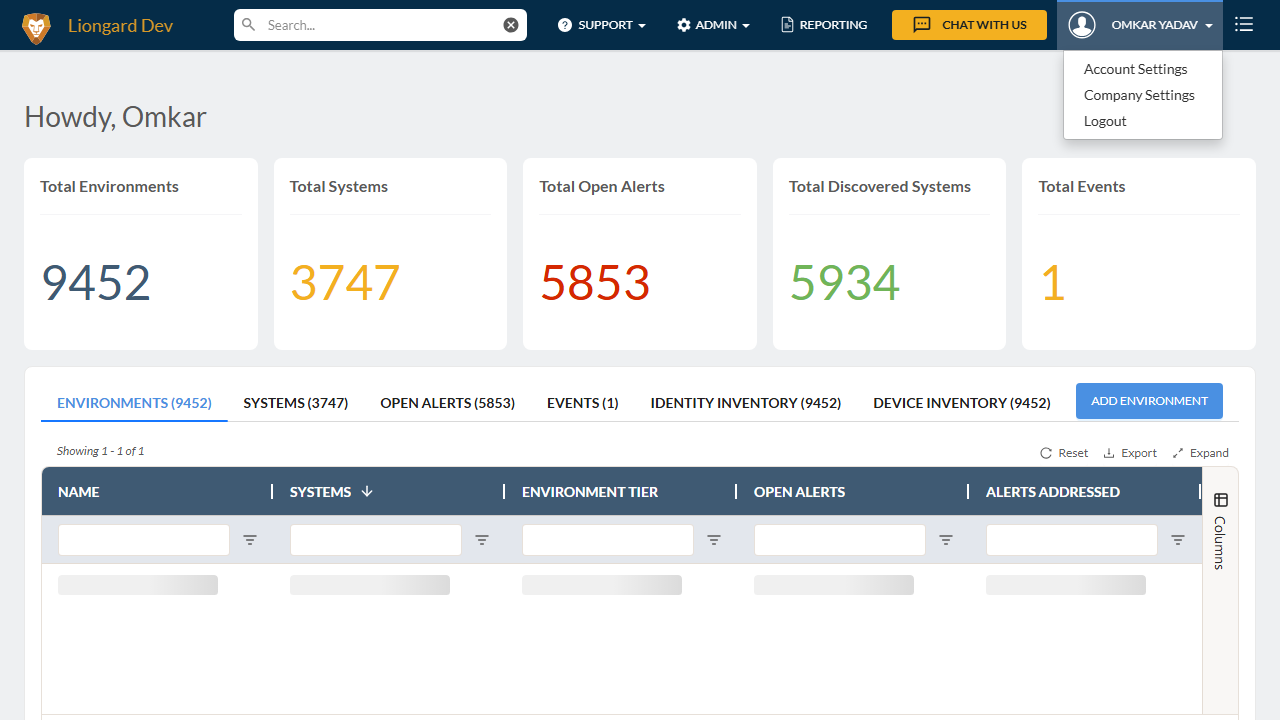 Liongard Dev
Search...
SUPPORT
ADMIN
REPORTING
CHAT WITH US
OMKAR YADAV
Account Settings
Company Settings
Logout
Howdy, Omkar
Total Environments
9452
Total Systems
3747
Total Open Alerts
5853
Total Discovered Systems
5934
Total Events
1
ENVIRONMENTS (9452)
SYSTEMS (3747)
OPEN ALERTS (5853)
EVENTS (1)
IDENTITY INVENTORY (9452)
DEVICE INVENTORY (9452)
ADD ENVIRONMENT
Showing 1 - 1 of 1
Reset
Export
Expand
NAME
SYSTEMS
ENVIRONMENT TIER
OPEN ALERTS
ALERTS ADDRESSED
Columns